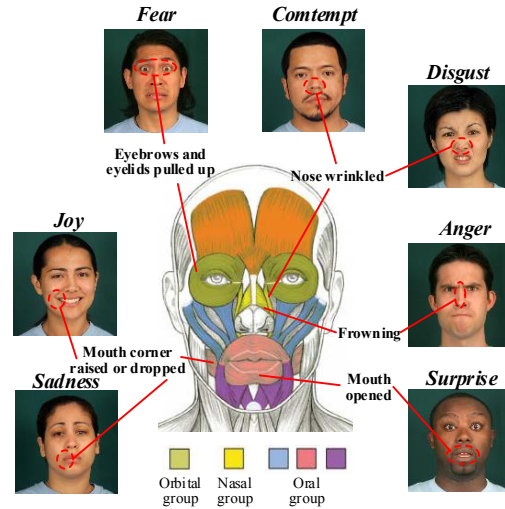 Fear
Comtempt
Disgust
Eyebrows and
eyelids pulled up
Nose wrinkled
Joy
Anger
Frowning
Mouth corner
raised or dropped
Sadness
Mouth
opened
Surprise
Orbital
group
Nasal
group
Oral
group